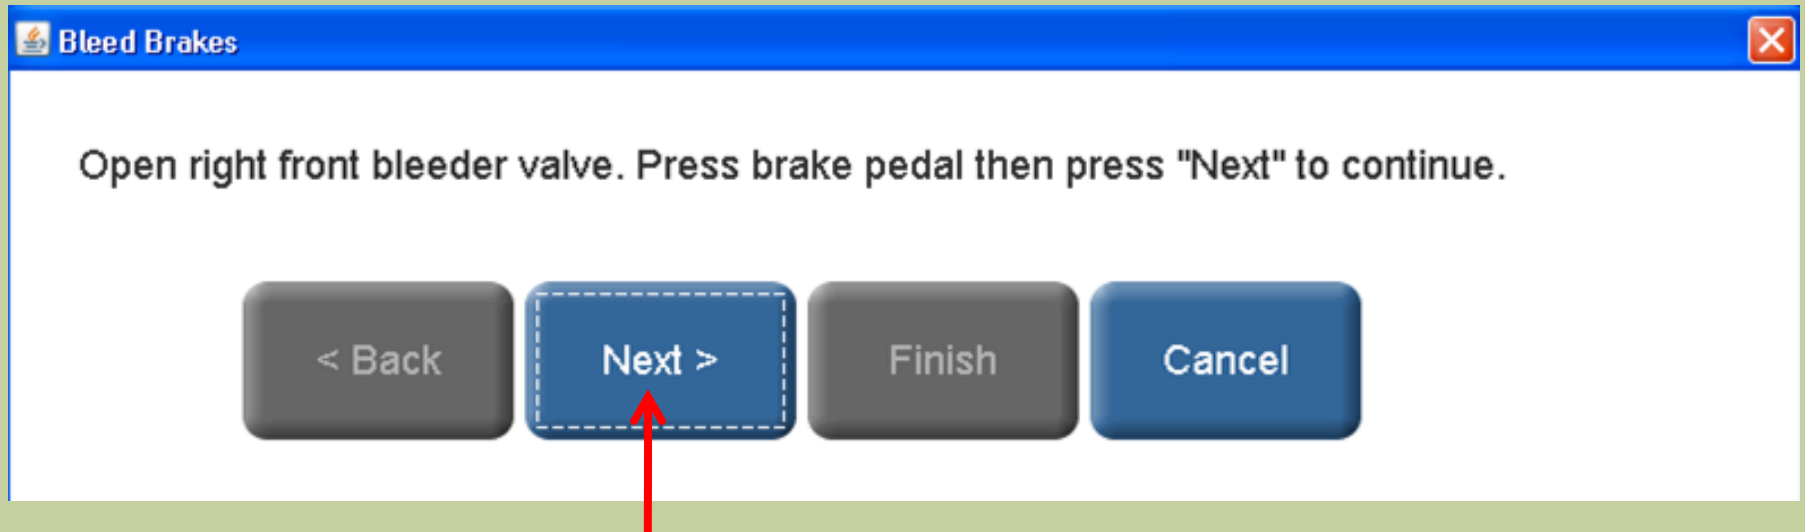 Bleed Brakes
Open right front bleeder valve. Press brake pedal then press "Next" to continue.
< Back
Next >
Finish
Cancel